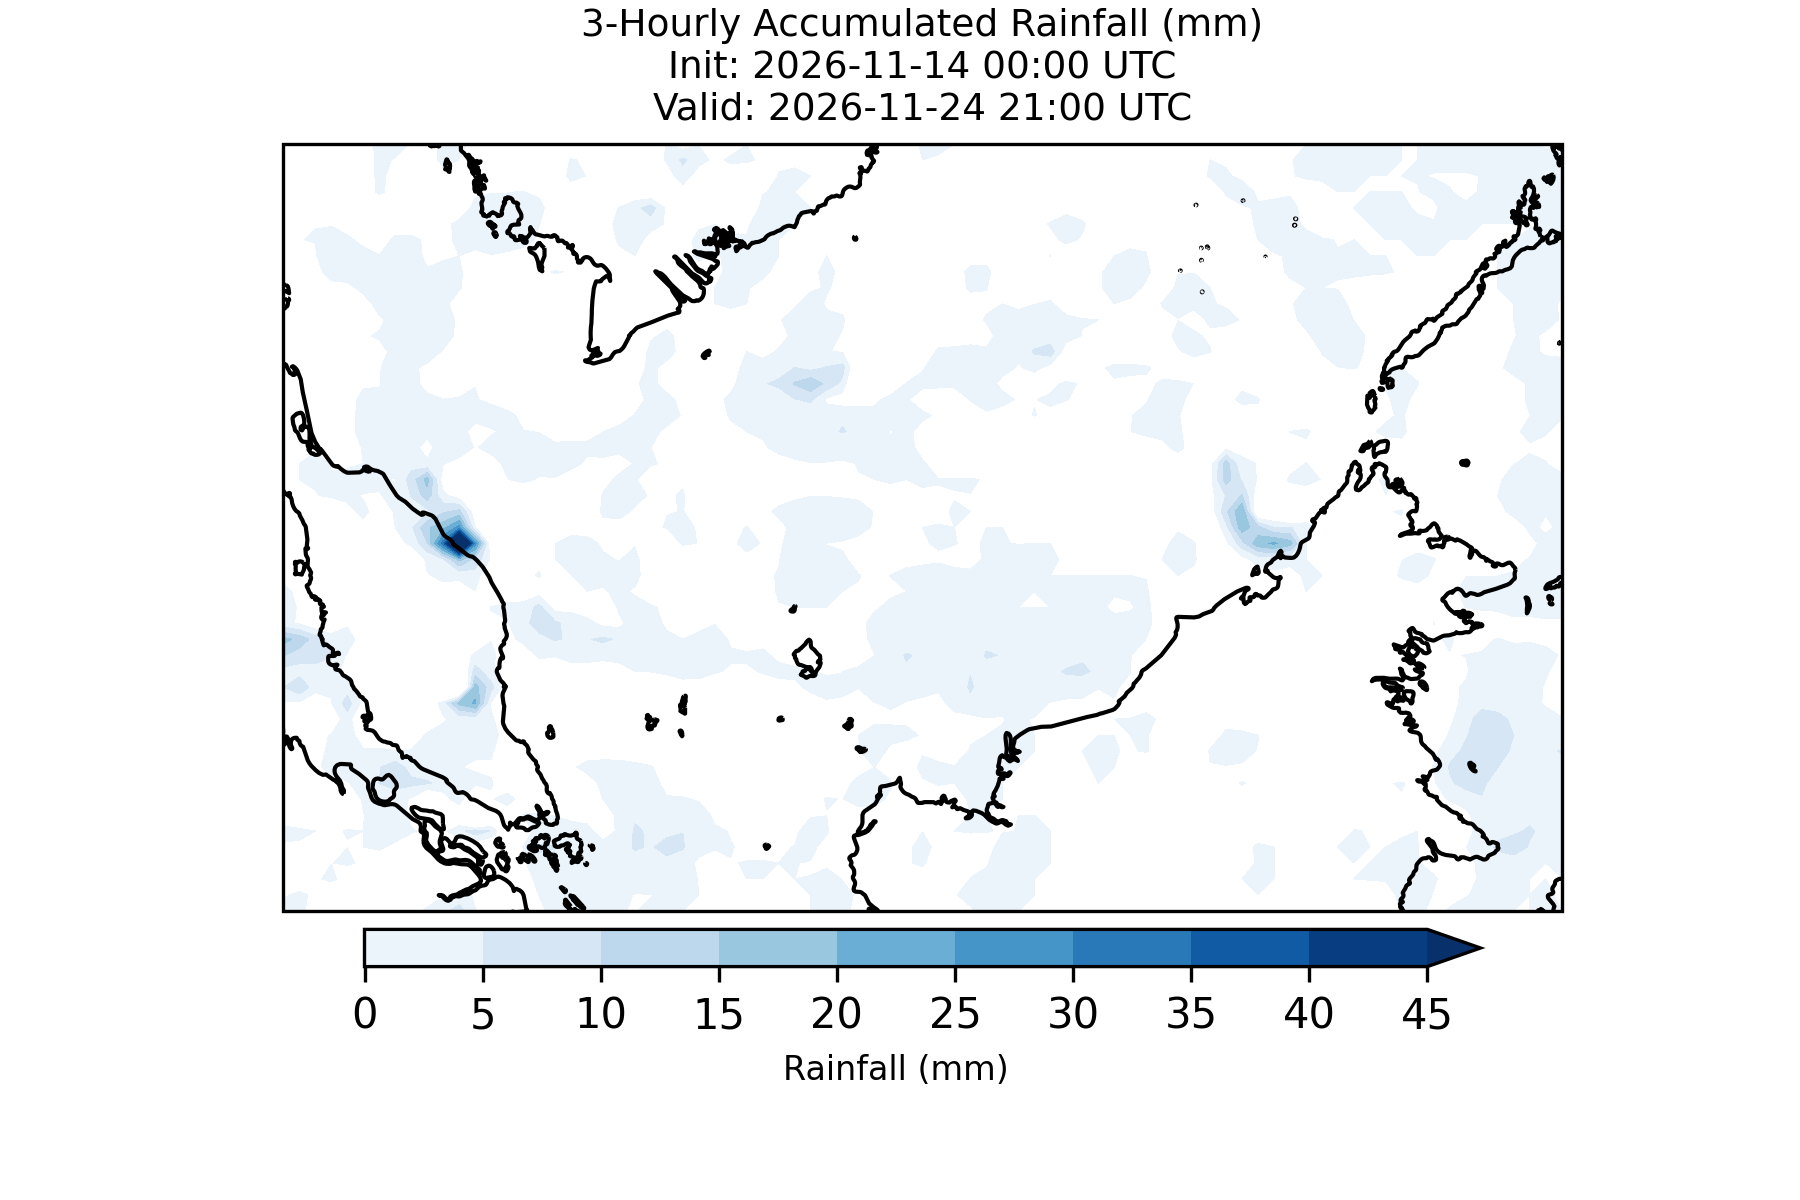 3-Hourly Accumulated Rainfall (mm)
Init: 2026-11-14 00:00 UTC
Valid: 2026-11-24 21:00 UTC
0 5 10 15 20 25 30 35 40 45
Rainfall (mm)